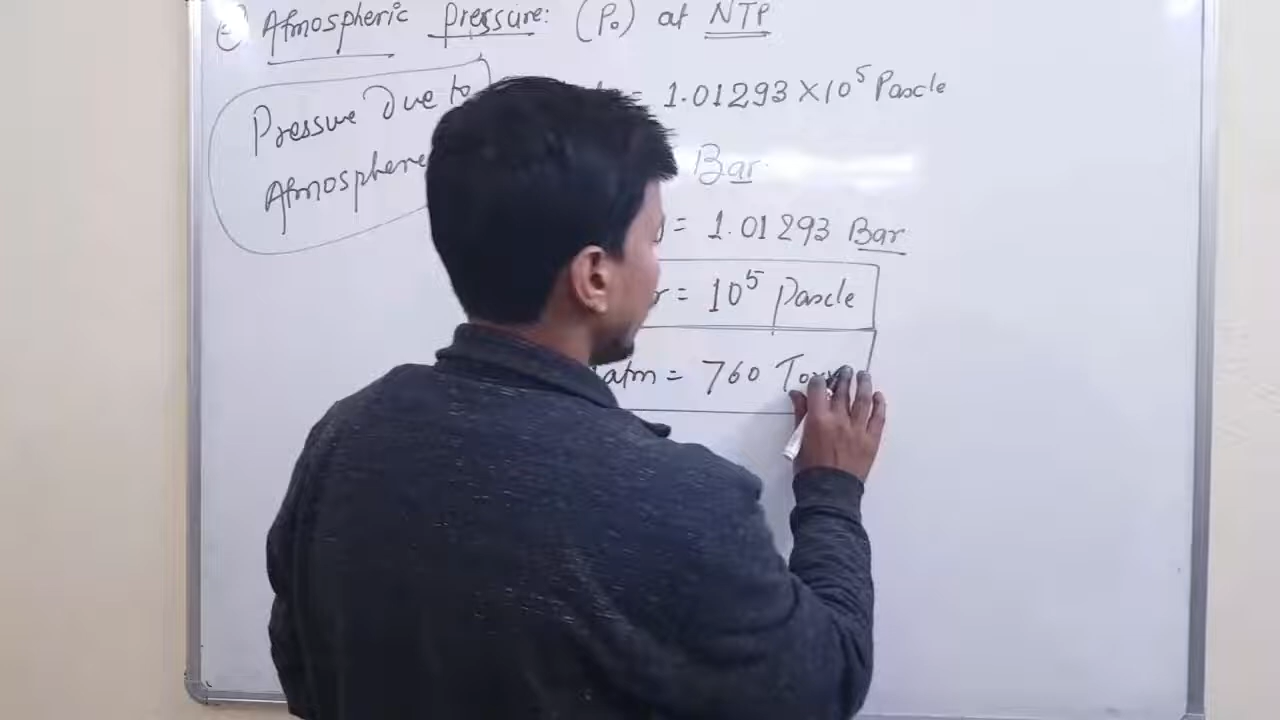 Atmospheric Pressure: (P₀) at NTP
Pressure Due to
Atmosphere
= 1.01293 × 10⁵ Pascle
Bar
= 1.01293 Bar
= 10⁵ Pascle
atm = 760 Torr